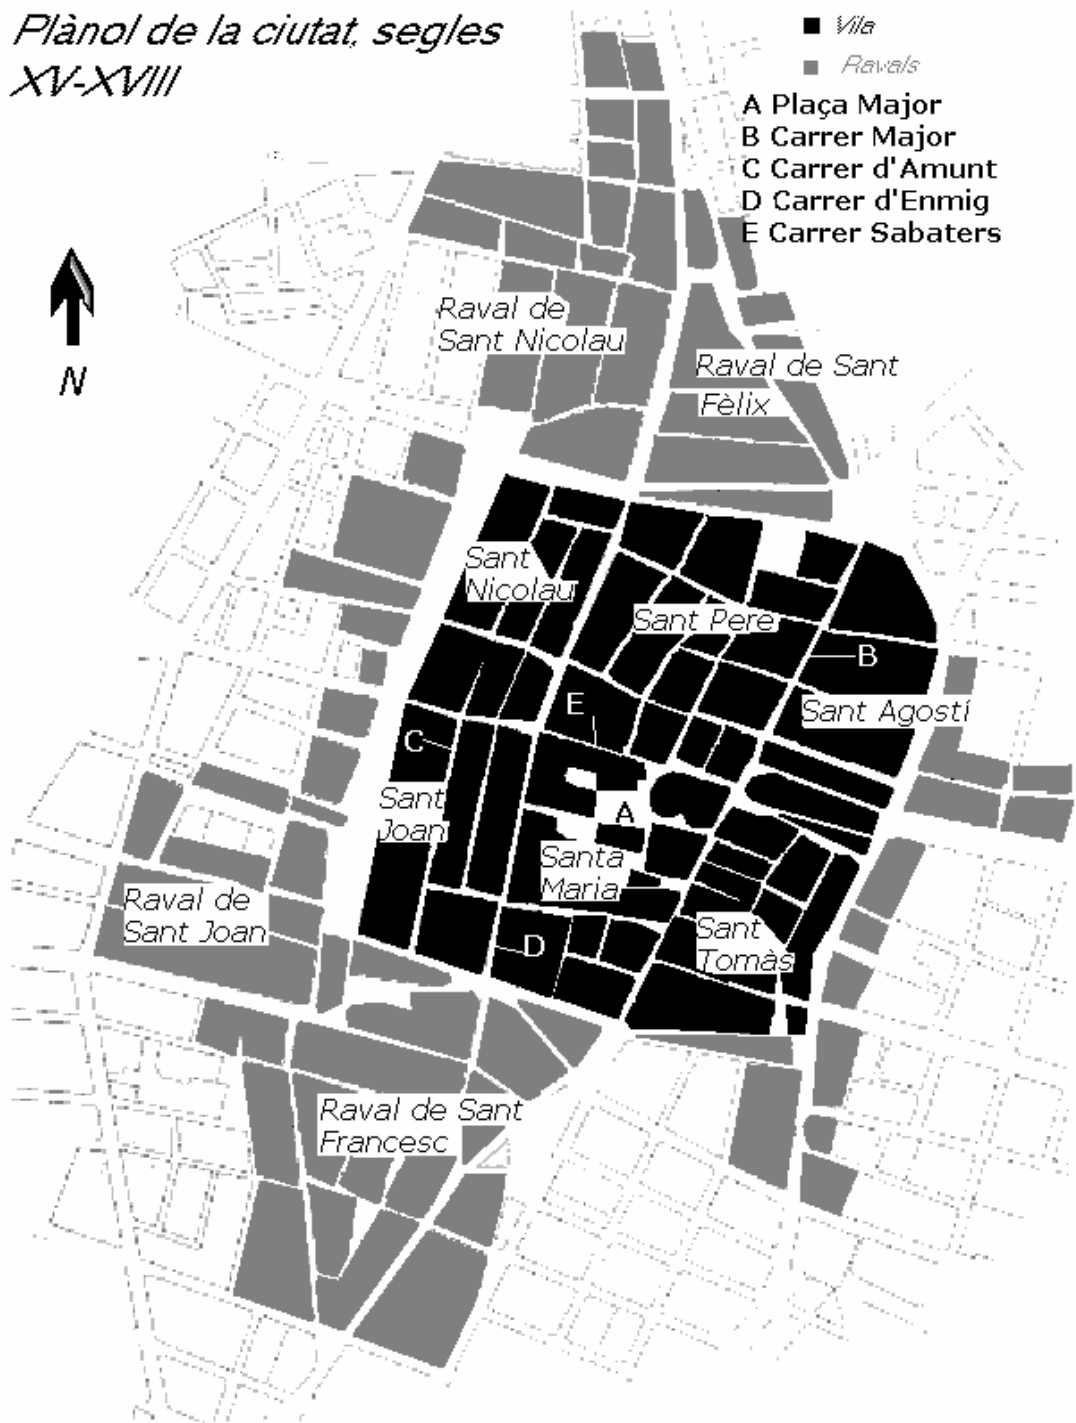 Plànol de la ciutat, segles
XV-XVIII
Vila
Ravals
A Plaça Major
B Carrer Major
C Carrer d'Amunt
D Carrer d'Enmig
E Carrer Sabaters
N
Raval de
Sant Nicolau
Raval de Sant
Fèlix
Sant
Nicolau
Sant Pere
B
Sant Agostí
E
C
Sant
Joan
A
Santa
Maria
Raval de
Sant Joan
D
Sant
Tomàs
Raval de Sant
Francesc